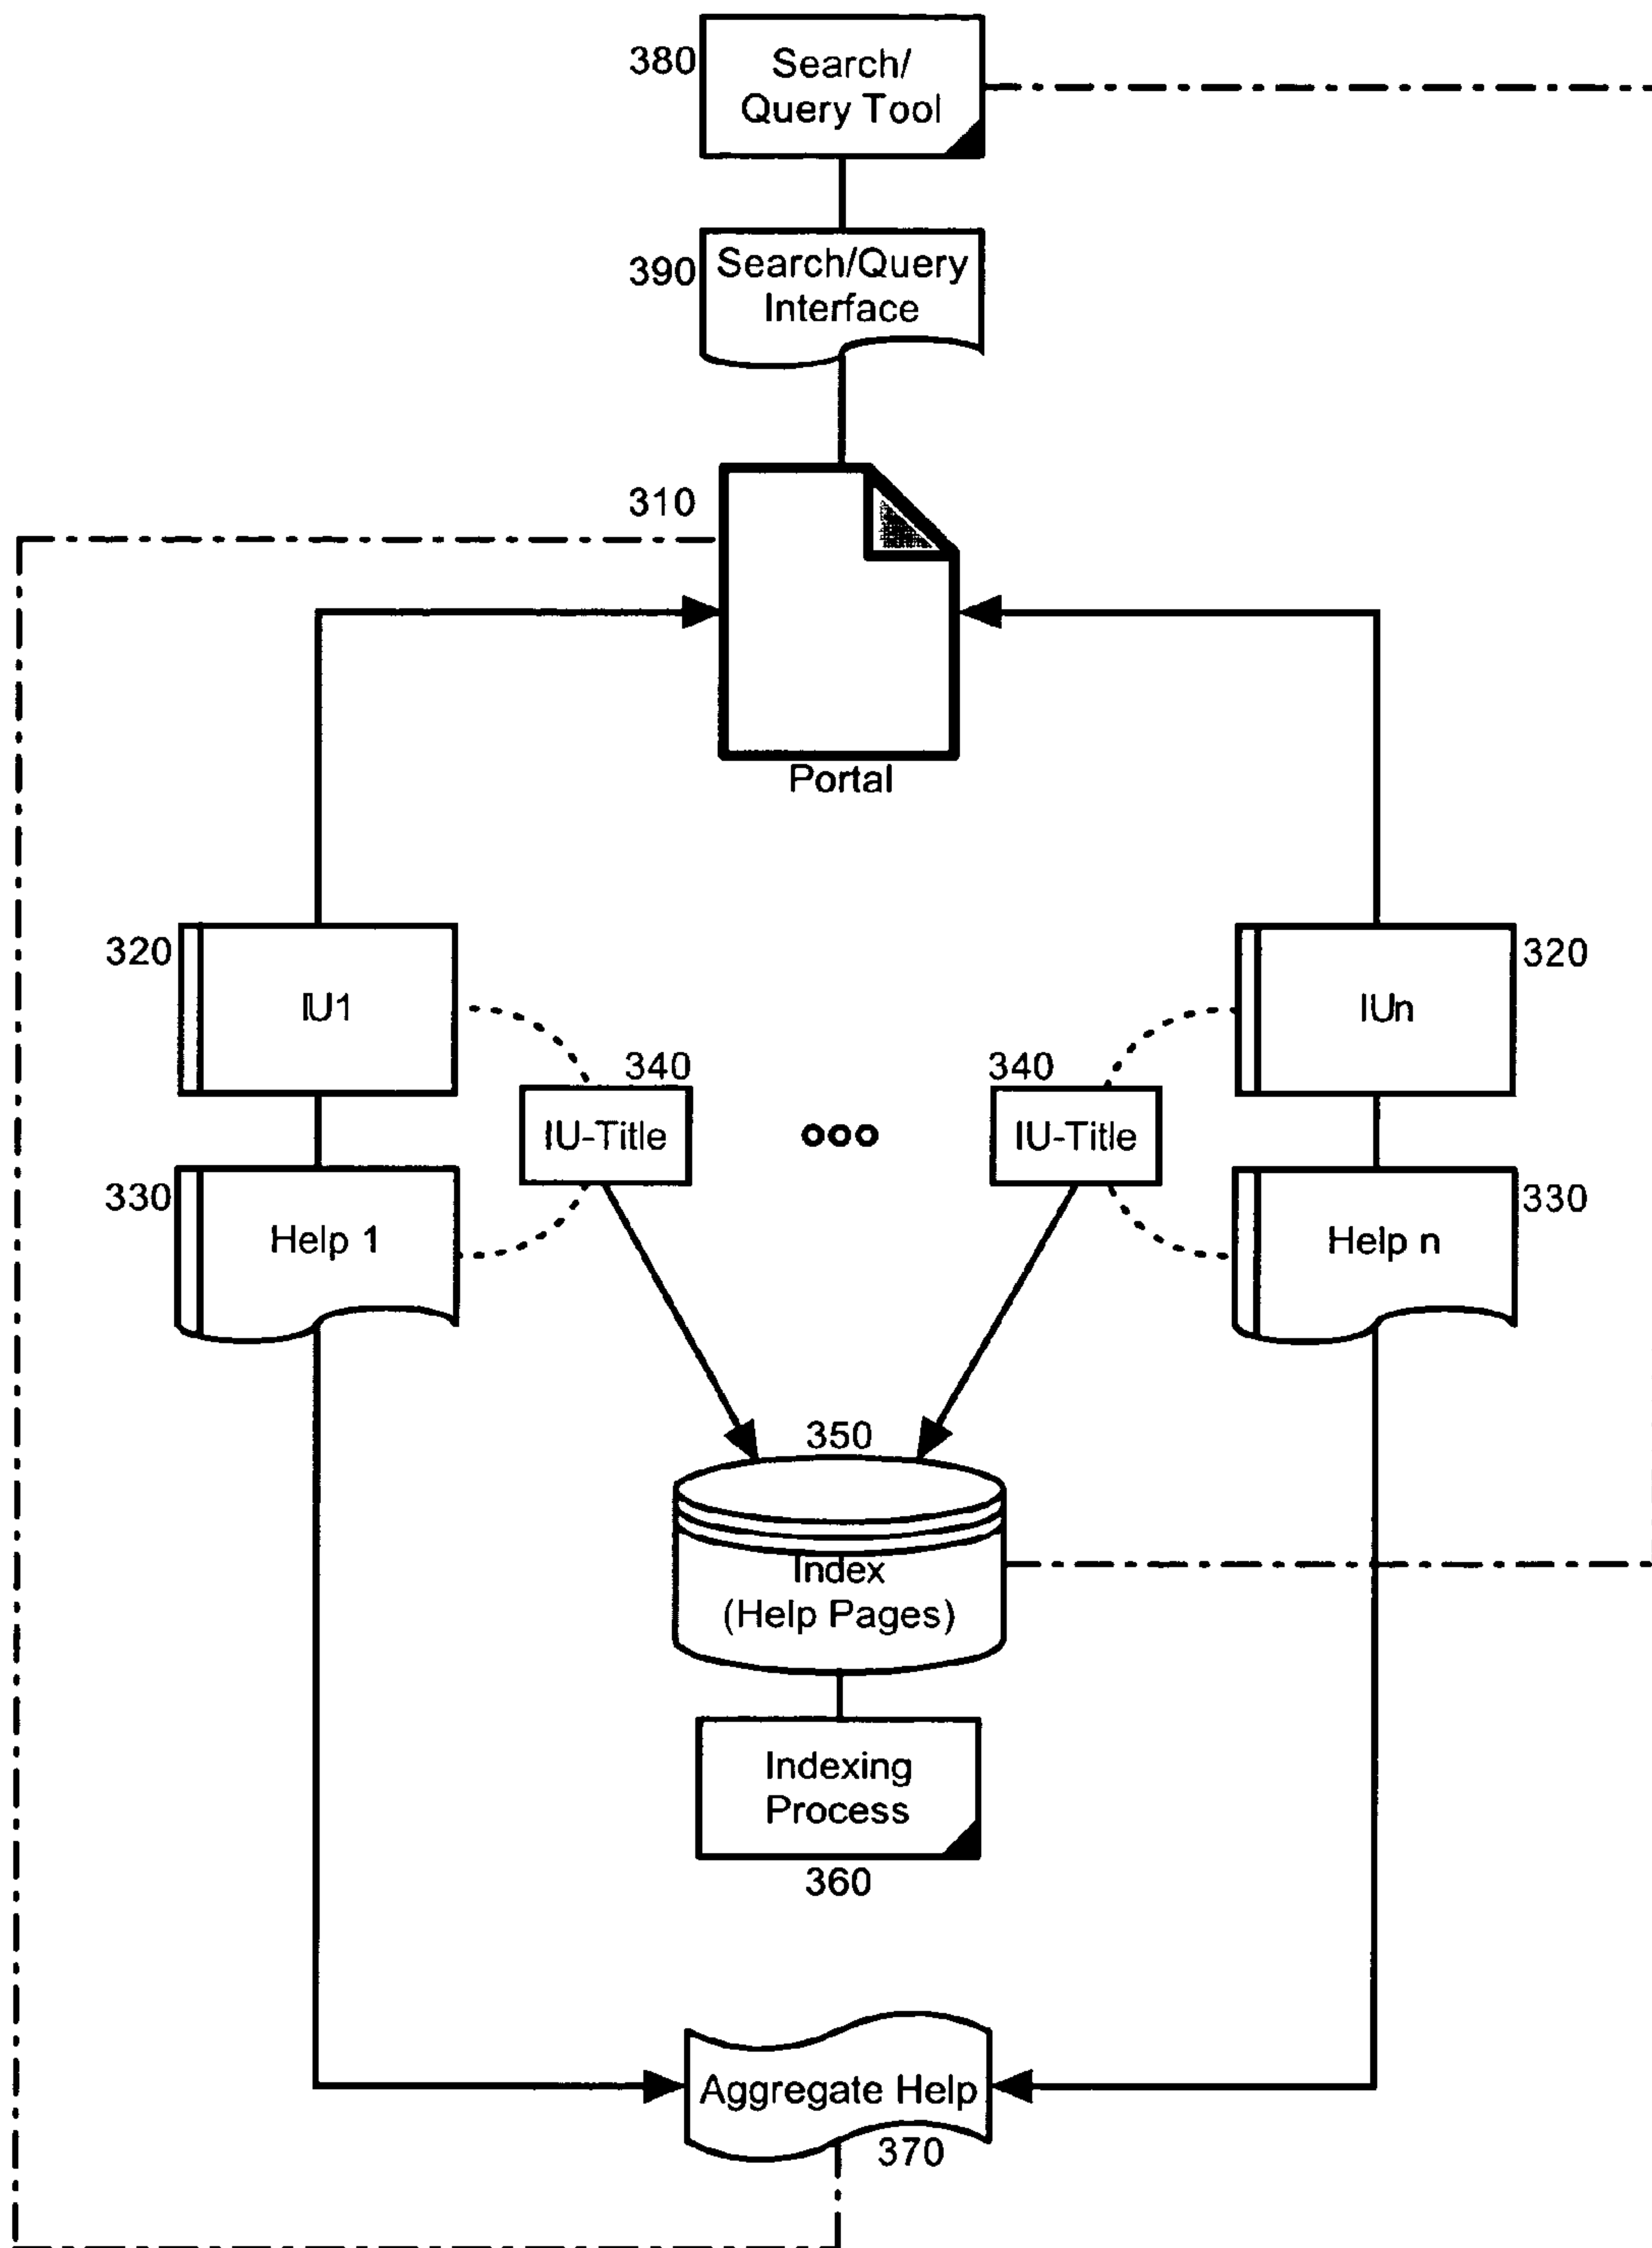 380
Search/
Query Tool
390
Search/Query
Interface
310
Portal
320
IU1
IUn
320
340
IU-Title
340
IU-Title
330
Help 1
Help n
330
350
Index
(Help Pages)
Indexing
Process
360
Aggregate Help
370